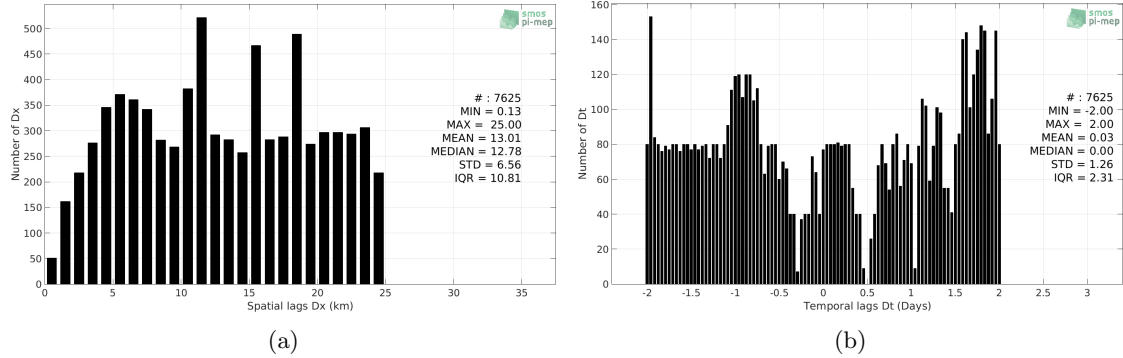 smos
pi-mep
500
450
400
350
300
250
200
150
100
50
0
Number of Dx
# : 7625
MIN = 0.13
MAX = 25.00
MEAN = 13.01
MEDIAN = 12.78
STD = 6.56
IQR = 10.81
0 5 10 15 20 25 30 35
Spatial lags Dx (km)
(a)
smos
pi-mep
160
140
120
100
80
60
40
20
0
Number of Dt
# : 7625
MIN = -2.00
MAX = 2.00
MEAN = 0.03
MEDIAN = 0.00
STD = 1.26
IQR = 2.31
-2 -1.5 -1 -0.5 0 0.5 1 1.5 2 2.5 3
Temporal lags Dt (Days)
(b)